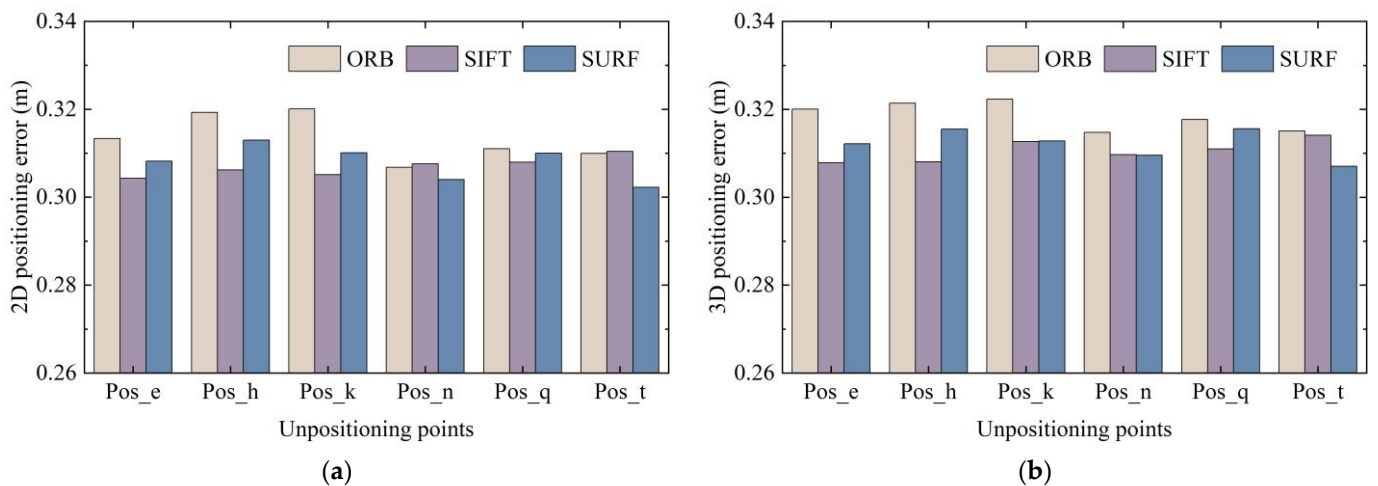 0.34
0.32
0.30
0.28
0.26
2D positioning error (m)
ORB SIFT SURF
Pos_e Pos_h Pos_k Pos_n Pos_q Pos_t
Unpositioning points
(a)
0.34
0.32
0.30
0.28
0.26
3D positioning error (m)
ORB SIFT SURF
Pos_e Pos_h Pos_k Pos_n Pos_q Pos_t
Unpositioning points
(b)